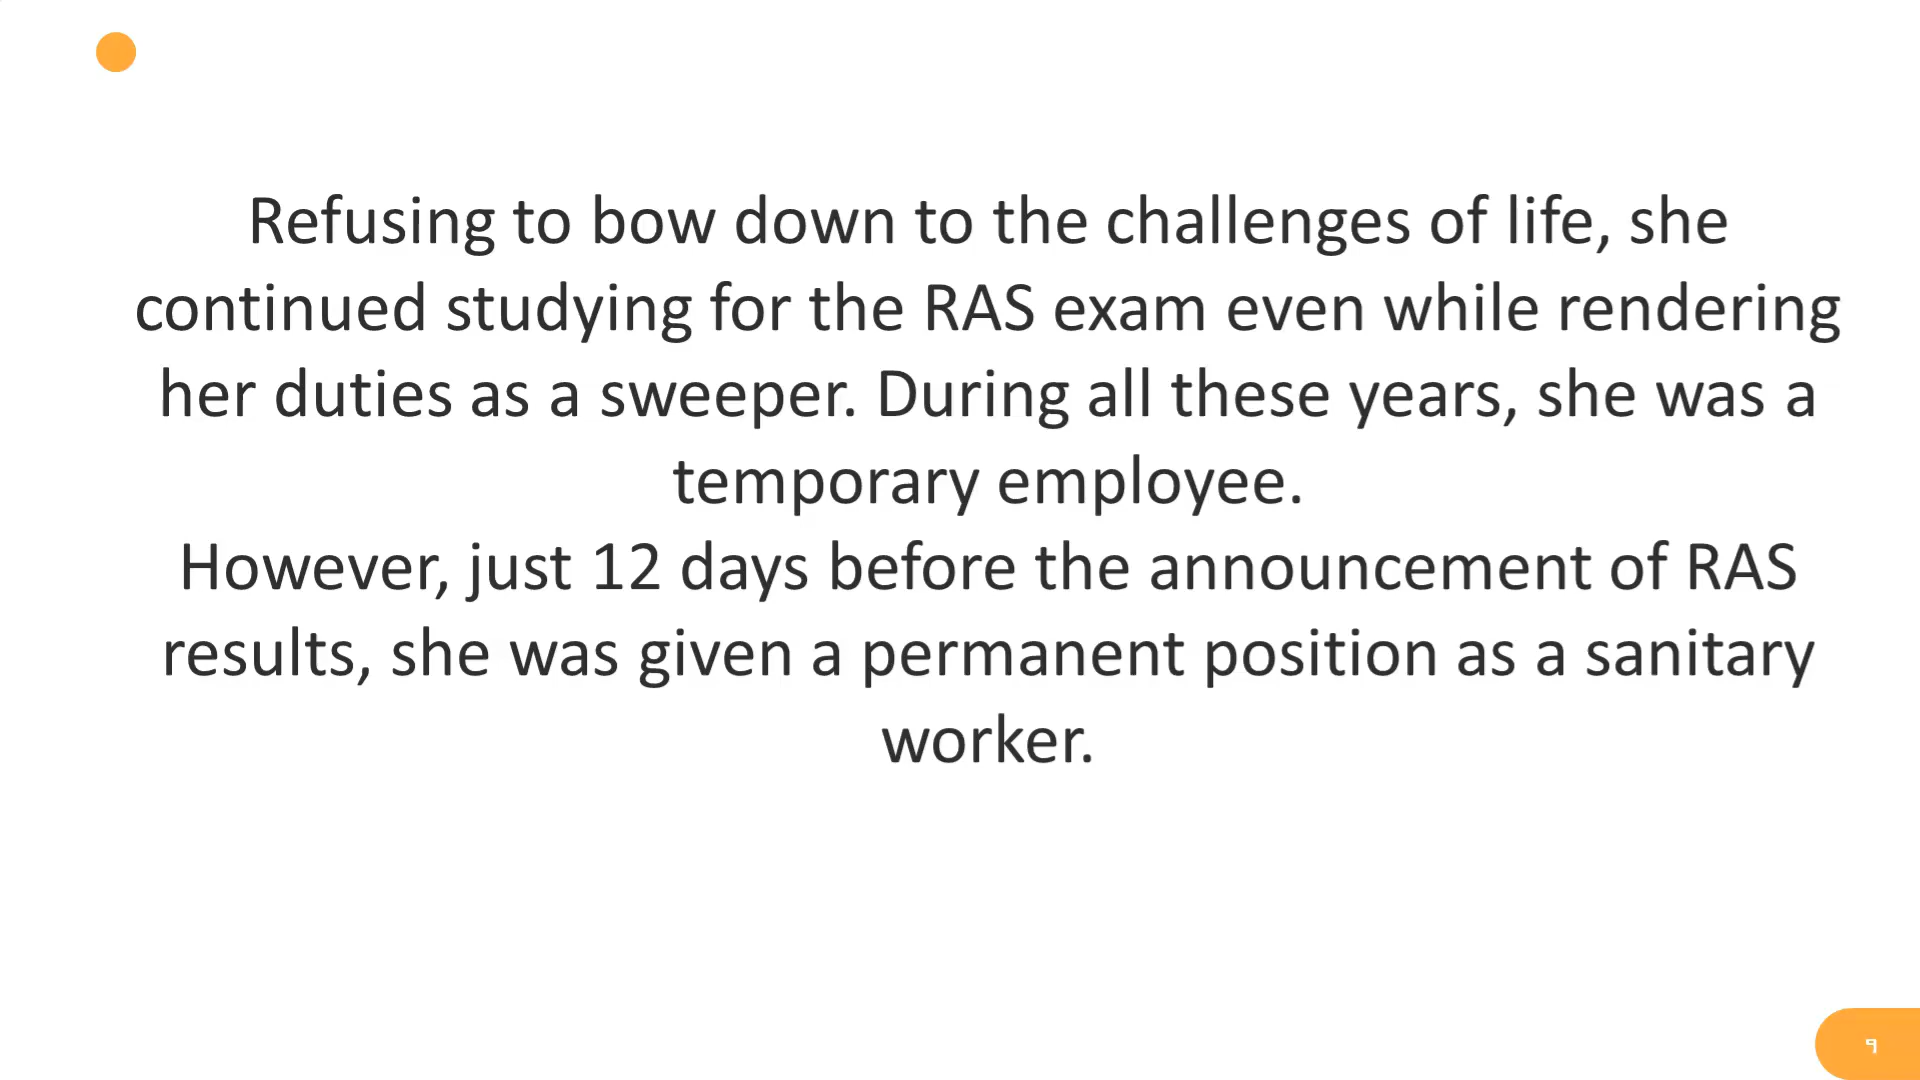 Refusing to bow down to the challenges of life, she
continued studying for the RAS exam even while rendering
her duties as a sweeper. During all these years, she was a
temporary employee.
However, just 12 days before the announcement of RAS
results, she was given a permanent position as a sanitary
worker.
९